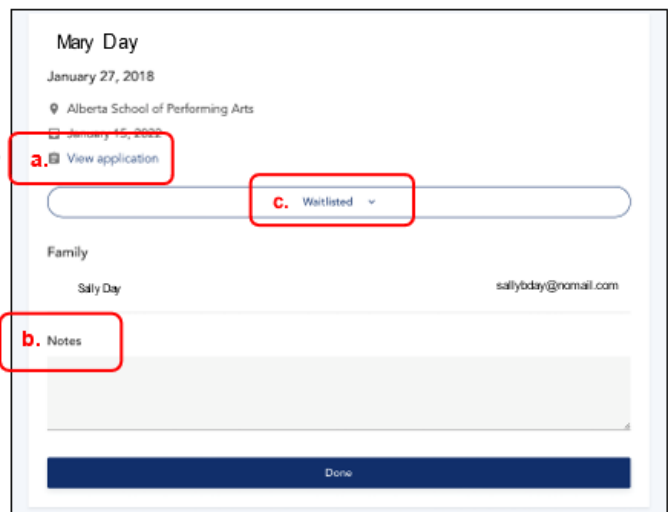 Mary Day
January 27, 2018
Alberta School of Performing Arts
January 15, 2022
a. View application
c. Waitlisted
Family
Sally Day sallybday@nomail.com
b. Notes
Done